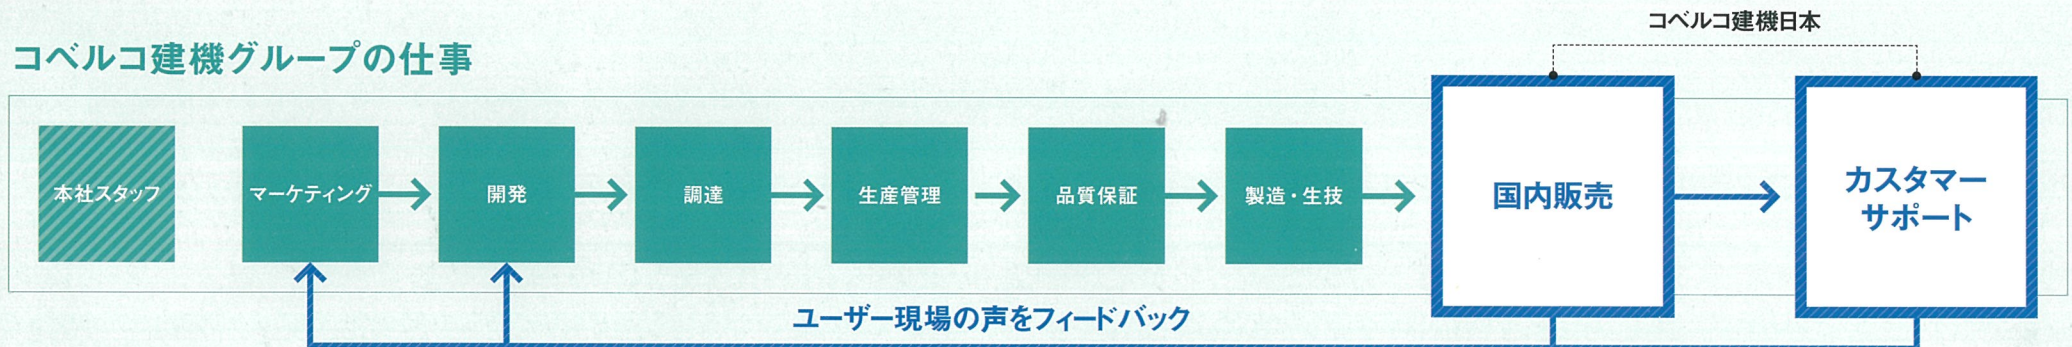 コベルコ建機日本
コベルコ建機グループの仕事
本社スタッフ
マーケティング
開発
調達
生産管理
品質保証
製造・生技
国内販売
カスタマー
サポート
ユーザー現場の声をフィードバック